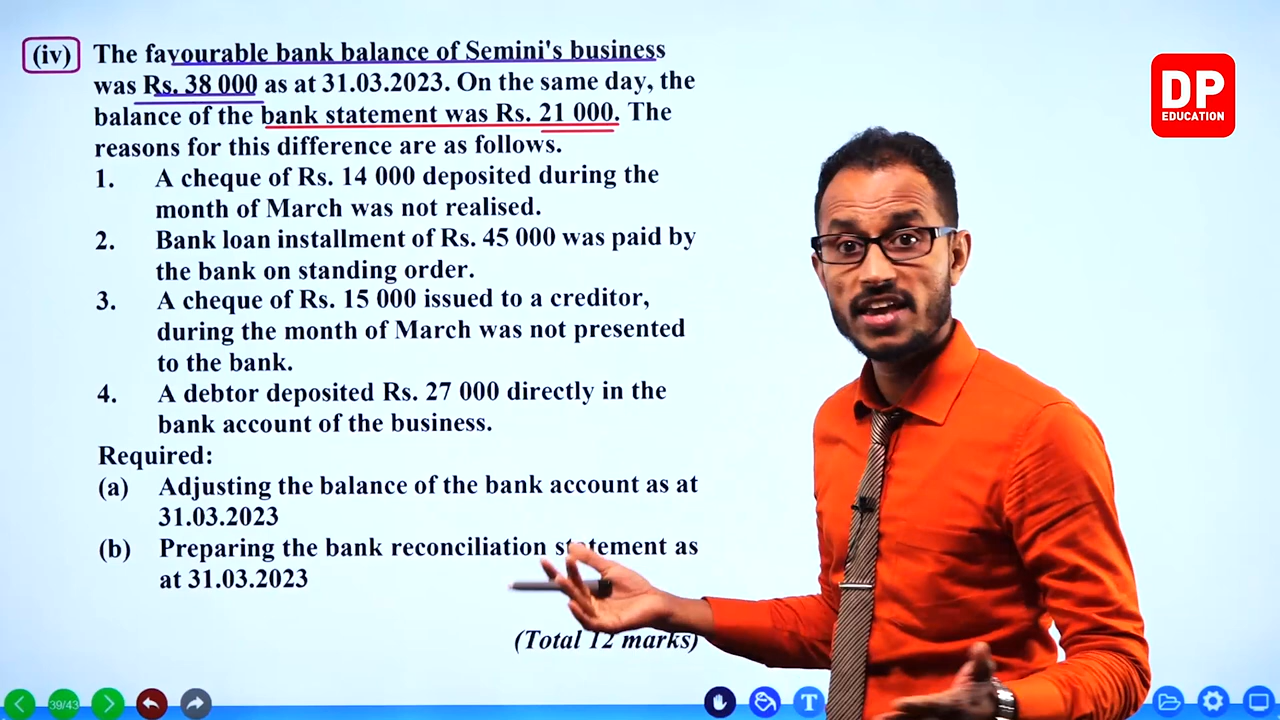 (iv) The favourable bank balance of Semini's business
was Rs. 38 000 as at 31.03.2023. On the same day, the
balance of the bank statement was Rs. 21 000. The
reasons for this difference are as follows.
1. A cheque of Rs. 14 000 deposited during the
month of March was not realised.
2. Bank loan installment of Rs. 45 000 was paid by
the bank on standing order.
3. A cheque of Rs. 15 000 issued to a creditor,
during the month of March was not presented
to the bank.
4. A debtor deposited Rs. 27 000 directly in the
bank account of the business.
Required:
(a) Adjusting the balance of the bank account as at
31.03.2023
(b) Preparing the bank reconciliation statement as
at 31.03.2023
(Total 12 marks)
DP
EDUCATION
39/43
T